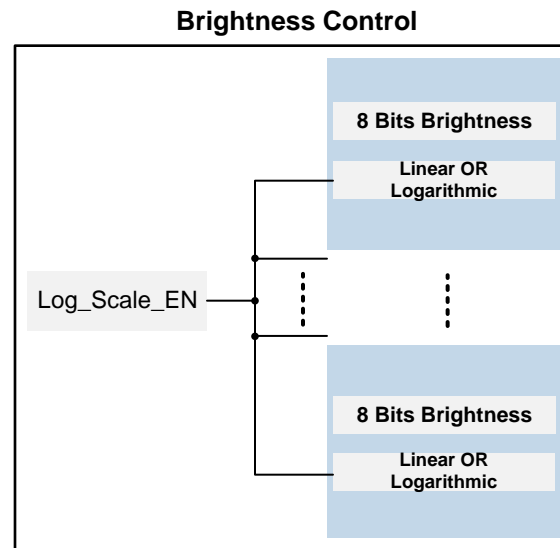 Brightness Control
8 Bits Brightness
Linear OR
Logarithmic
Log_Scale_EN
8 Bits Brightness
Linear OR
Logarithmic